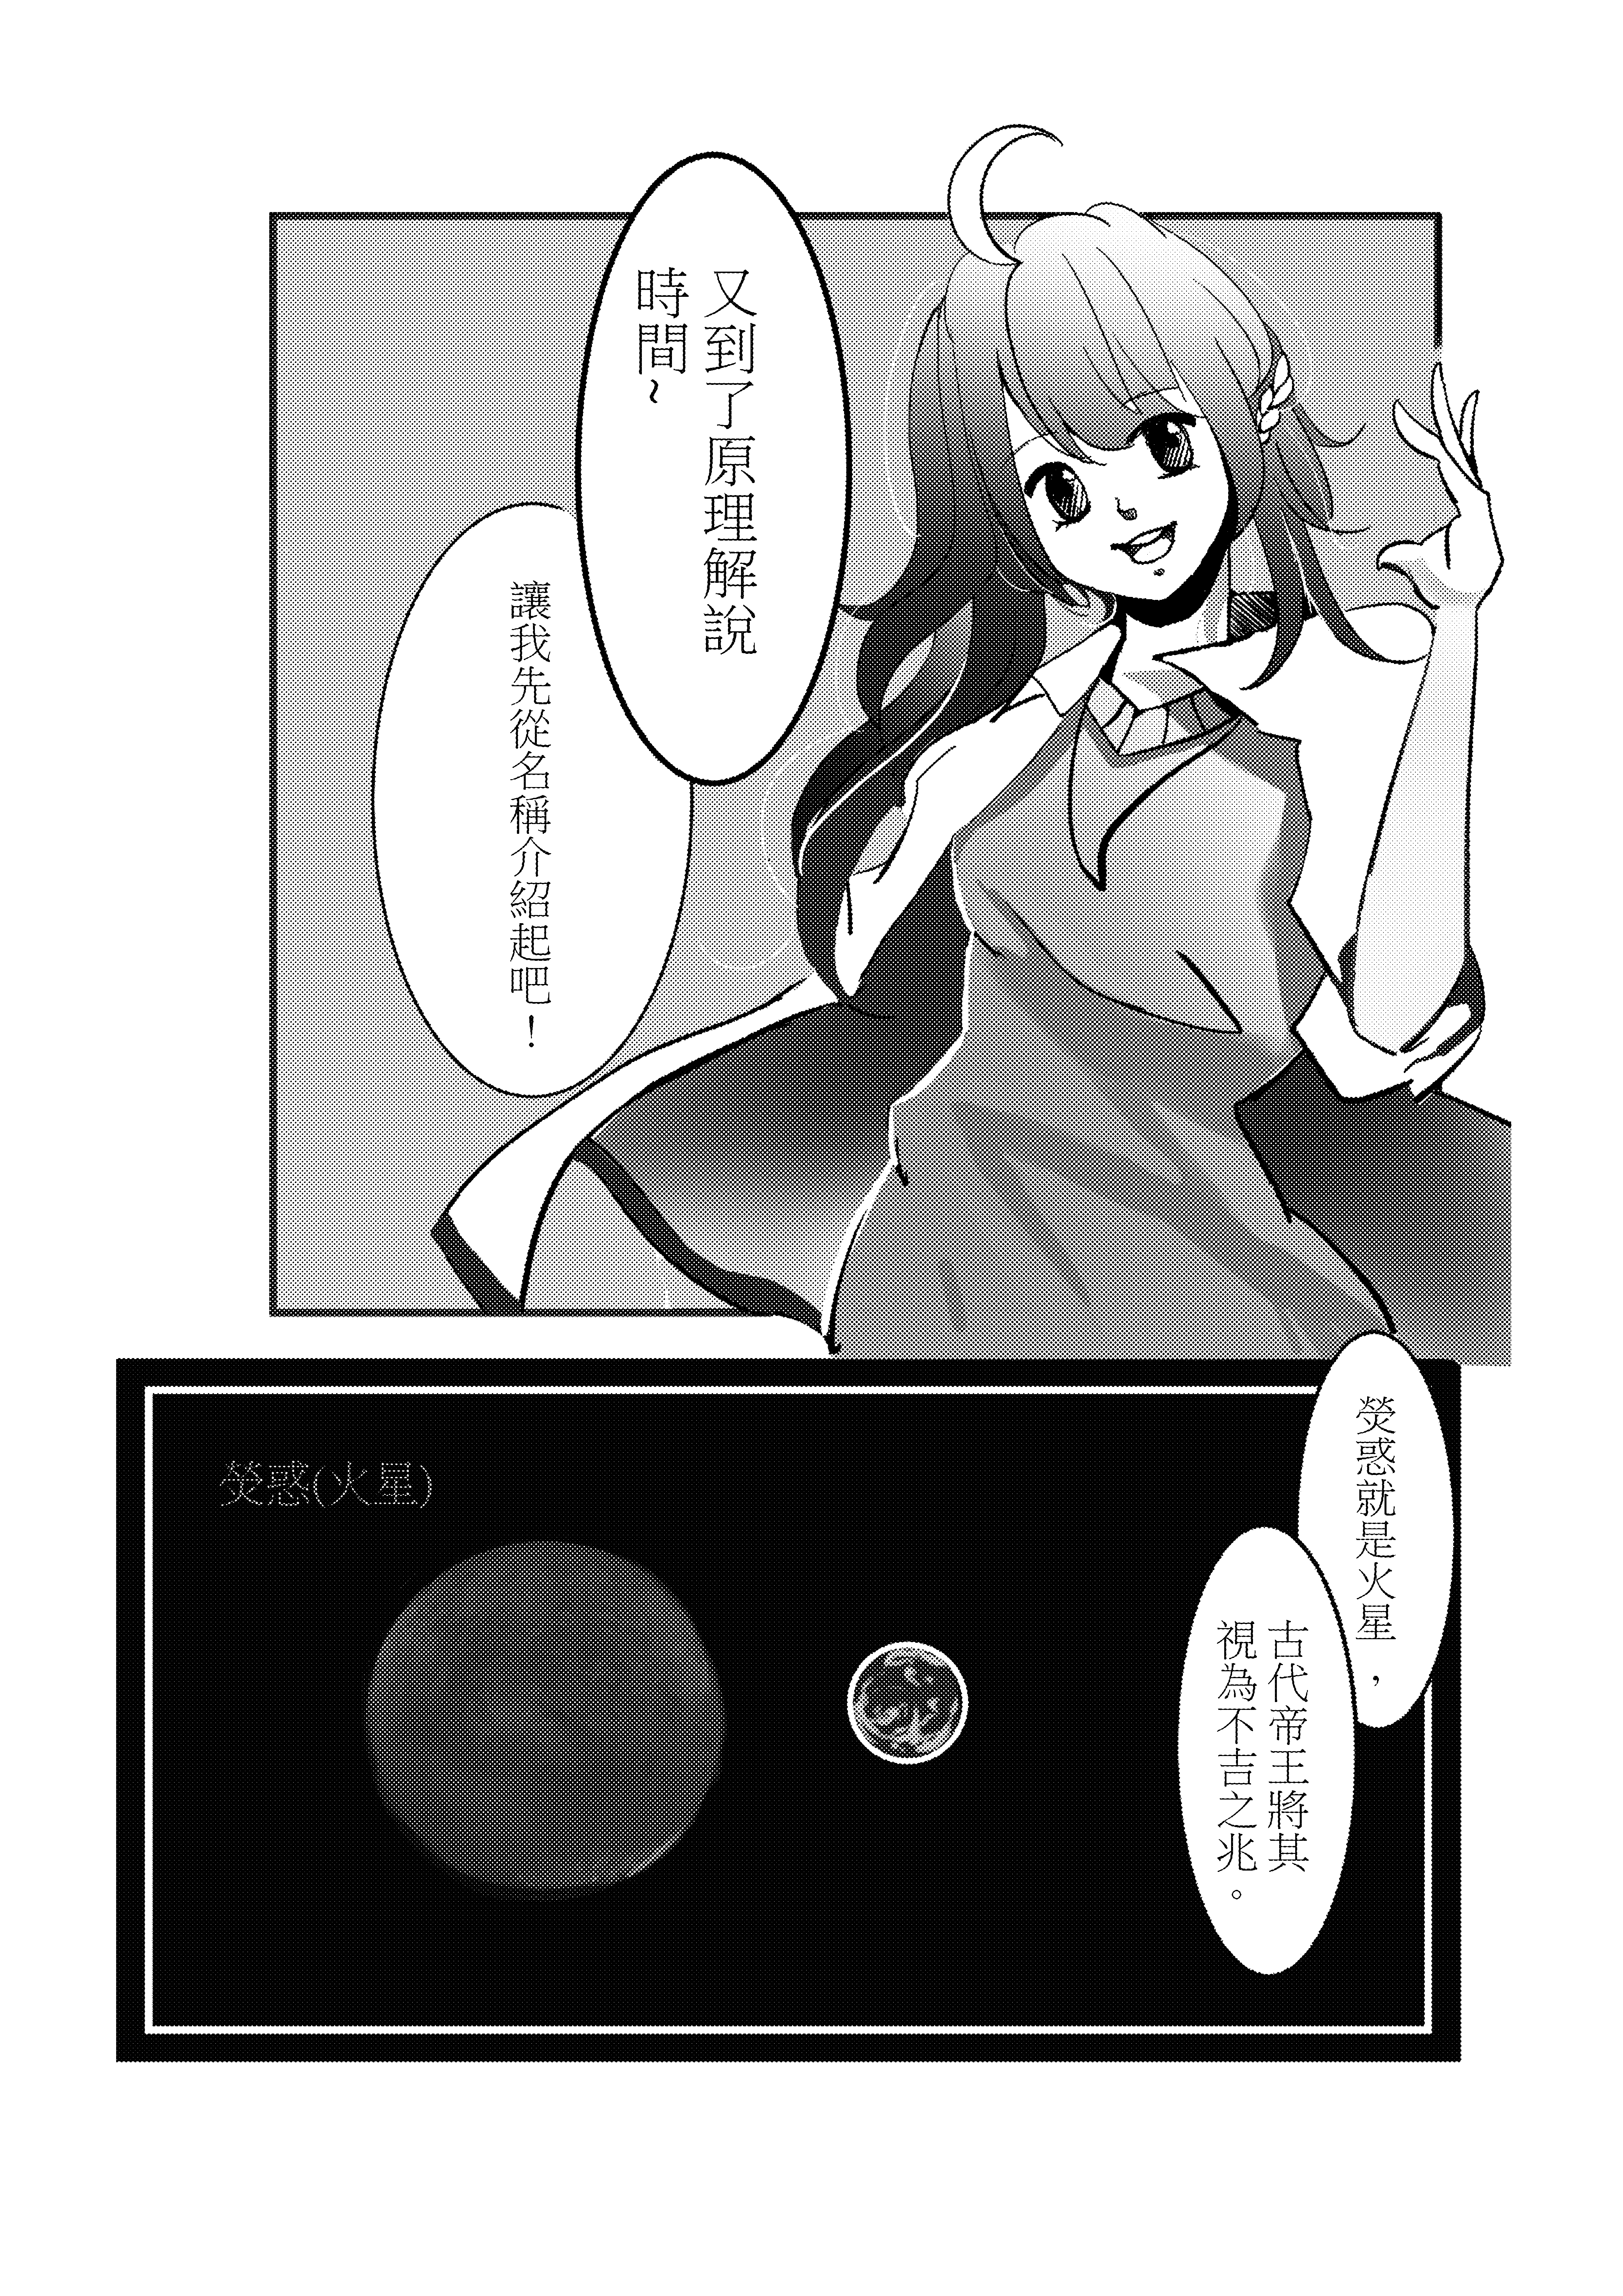 又到了原理解說
時間~
讓我先從名稱介紹起吧！
熒惑就是火星，
古代帝王將其
視為不吉之兆。
熒惑(火星)